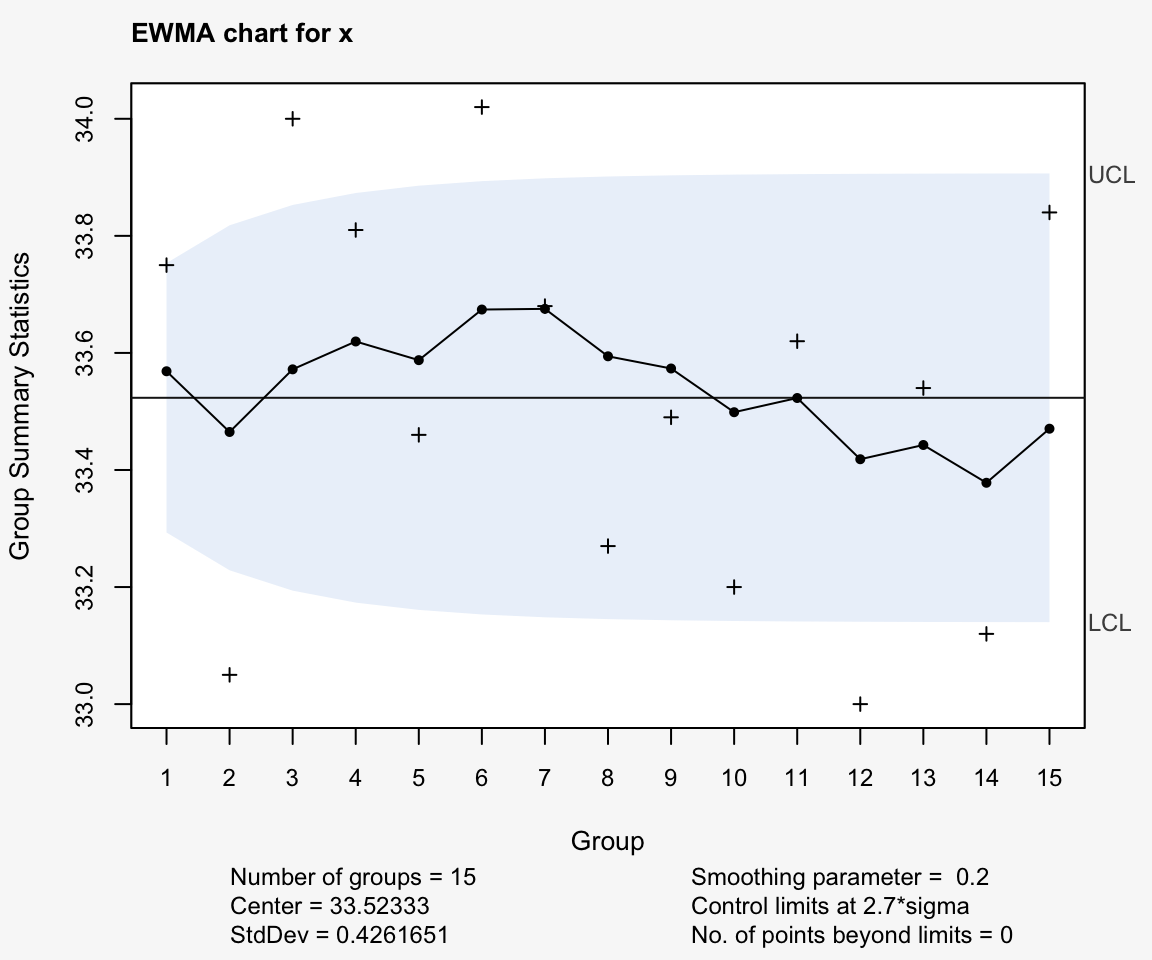 EWMA chart for x
Group Summary Statistics
34.0
33.8
33.6
33.4
33.2
33.0
UCL
LCL
1 2 3 4 5 6 7 8 9 10 11 12 13 14 15
Group
Number of groups = 15
Center = 33.52333
StdDev = 0.4261651
Smoothing parameter =  0.2
Control limits at 2.7*sigma
No. of points beyond limits = 0